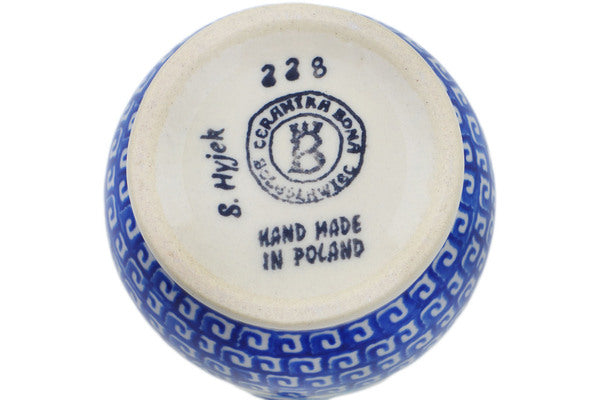 228
CERAMIKA BONA
BOLESŁAWIEC
B
S. Hyjek
HAND MADE
IN POLAND